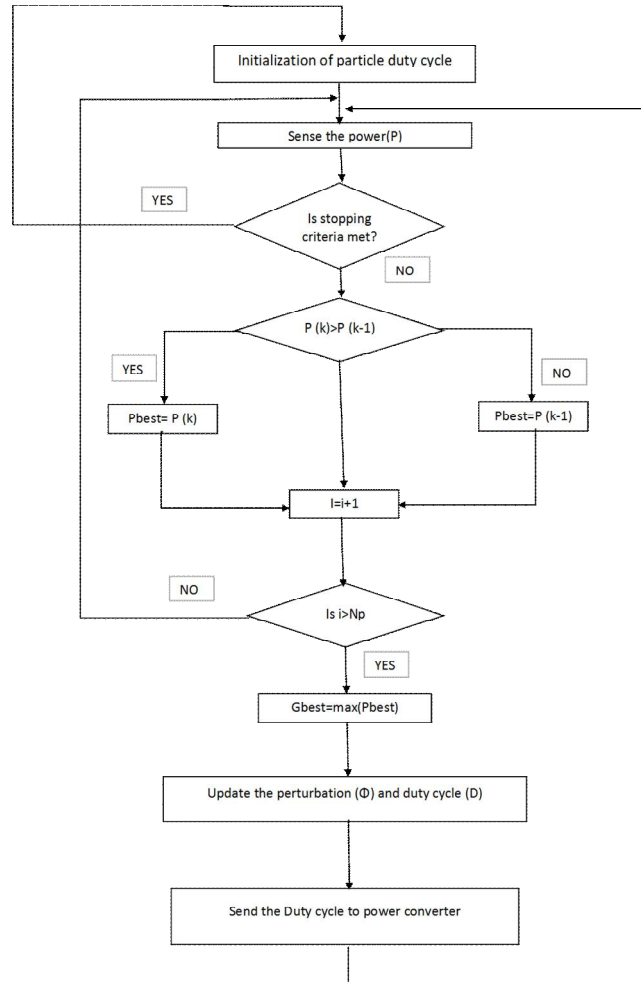 Initialization of particle duty cycle
Sense the power(P)
YES
Is stopping
criteria met?
NO
P (k)>P (k-1)
YES
NO
Pbest= P (k)
Pbest=P (k-1)
I=i+1
NO
Is i>Np
YES
Gbest=max(Pbest)
Update the perturbation (Φ) and duty cycle (D)
Send the Duty cycle to power converter